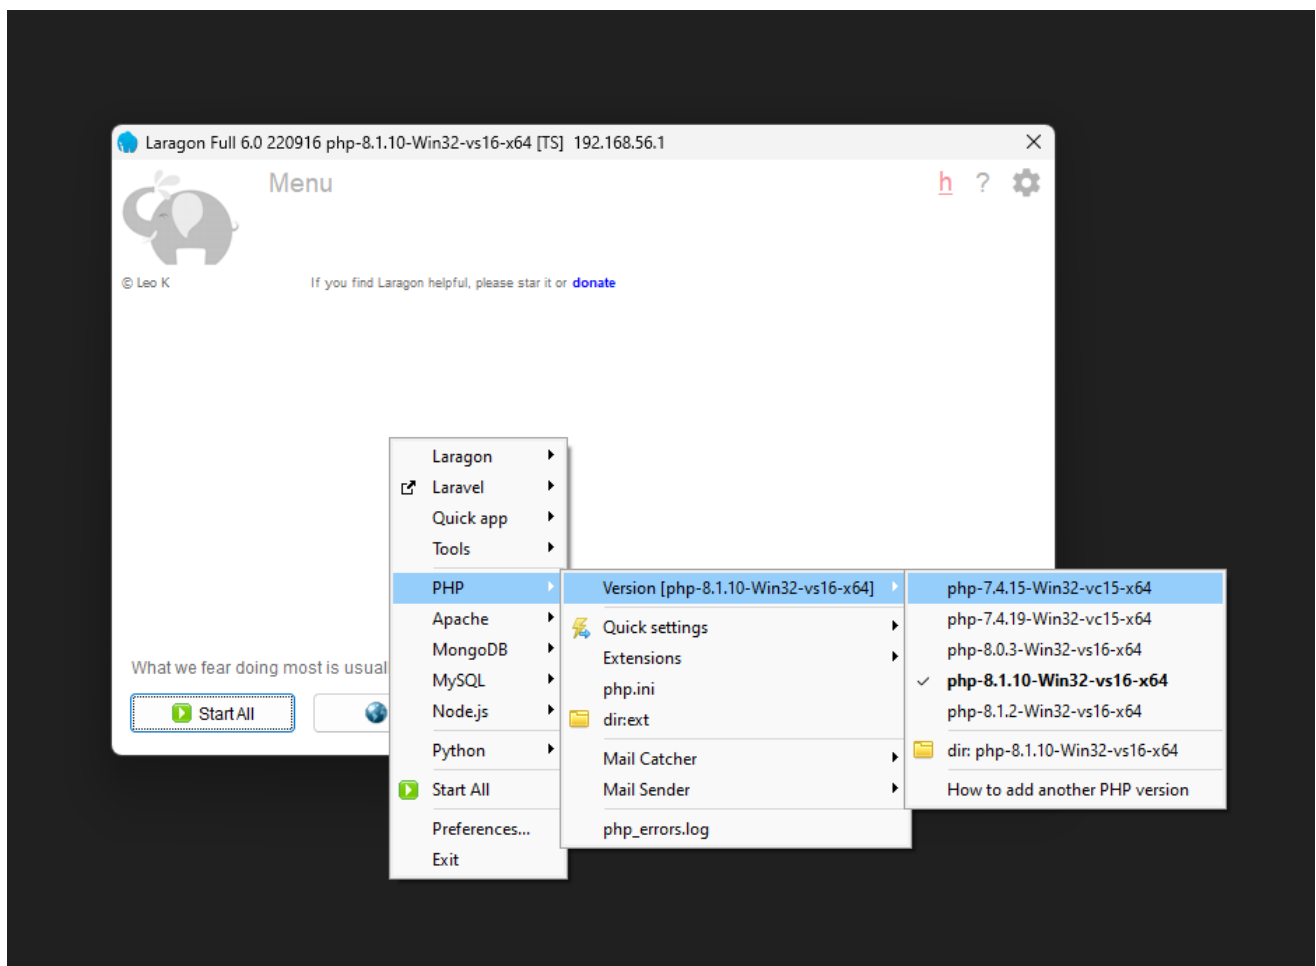 Laragon Full 6.0 220916 php-8.1.10-Win32-vs16-x64 [TS] 192.168.56.1
Menu
h ?
© Leo K
If you find Laragon helpful, please star it or donate
Laragon
Laravel
Quick app
Tools
PHP
Apache
MongoDB
MySQL
Node.js
Python
Start All
Preferences...
Exit
Version [php-8.1.10-Win32-vs16-x64]
Quick settings
Extensions
php.ini
dir:ext
Mail Catcher
Mail Sender
php_errors.log
php-7.4.15-Win32-vc15-x64
php-7.4.19-Win32-vc15-x64
php-8.0.3-Win32-vs16-x64
php-8.1.10-Win32-vs16-x64
php-8.1.2-Win32-vs16-x64
dir: php-8.1.10-Win32-vs16-x64
How to add another PHP version
What we fear doing most is usual
Start All